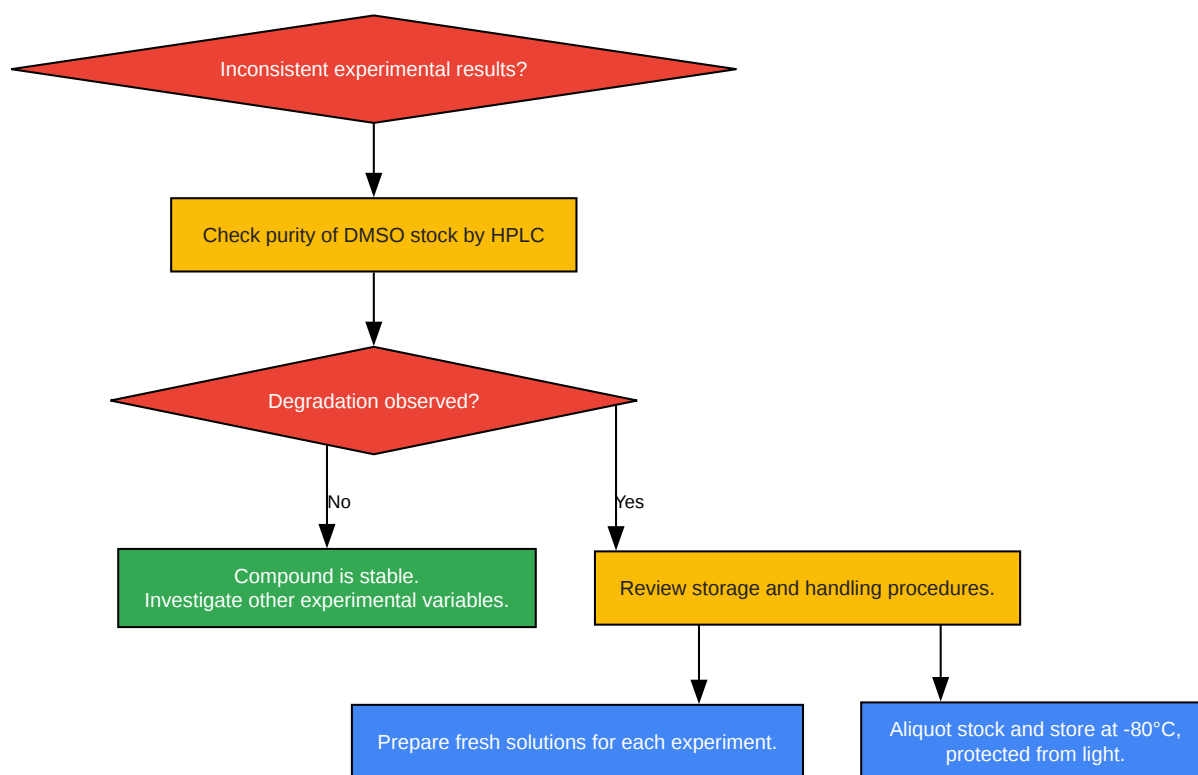 Inconsistent experimental results?
Check purity of DMSO stock by HPLC
Degradation observed?
No
Yes
Compound is stable.
Investigate other experimental variables.
Review storage and handling procedures.
Prepare fresh solutions for each experiment.
Aliquot stock and store at -80°C,
protected from light.